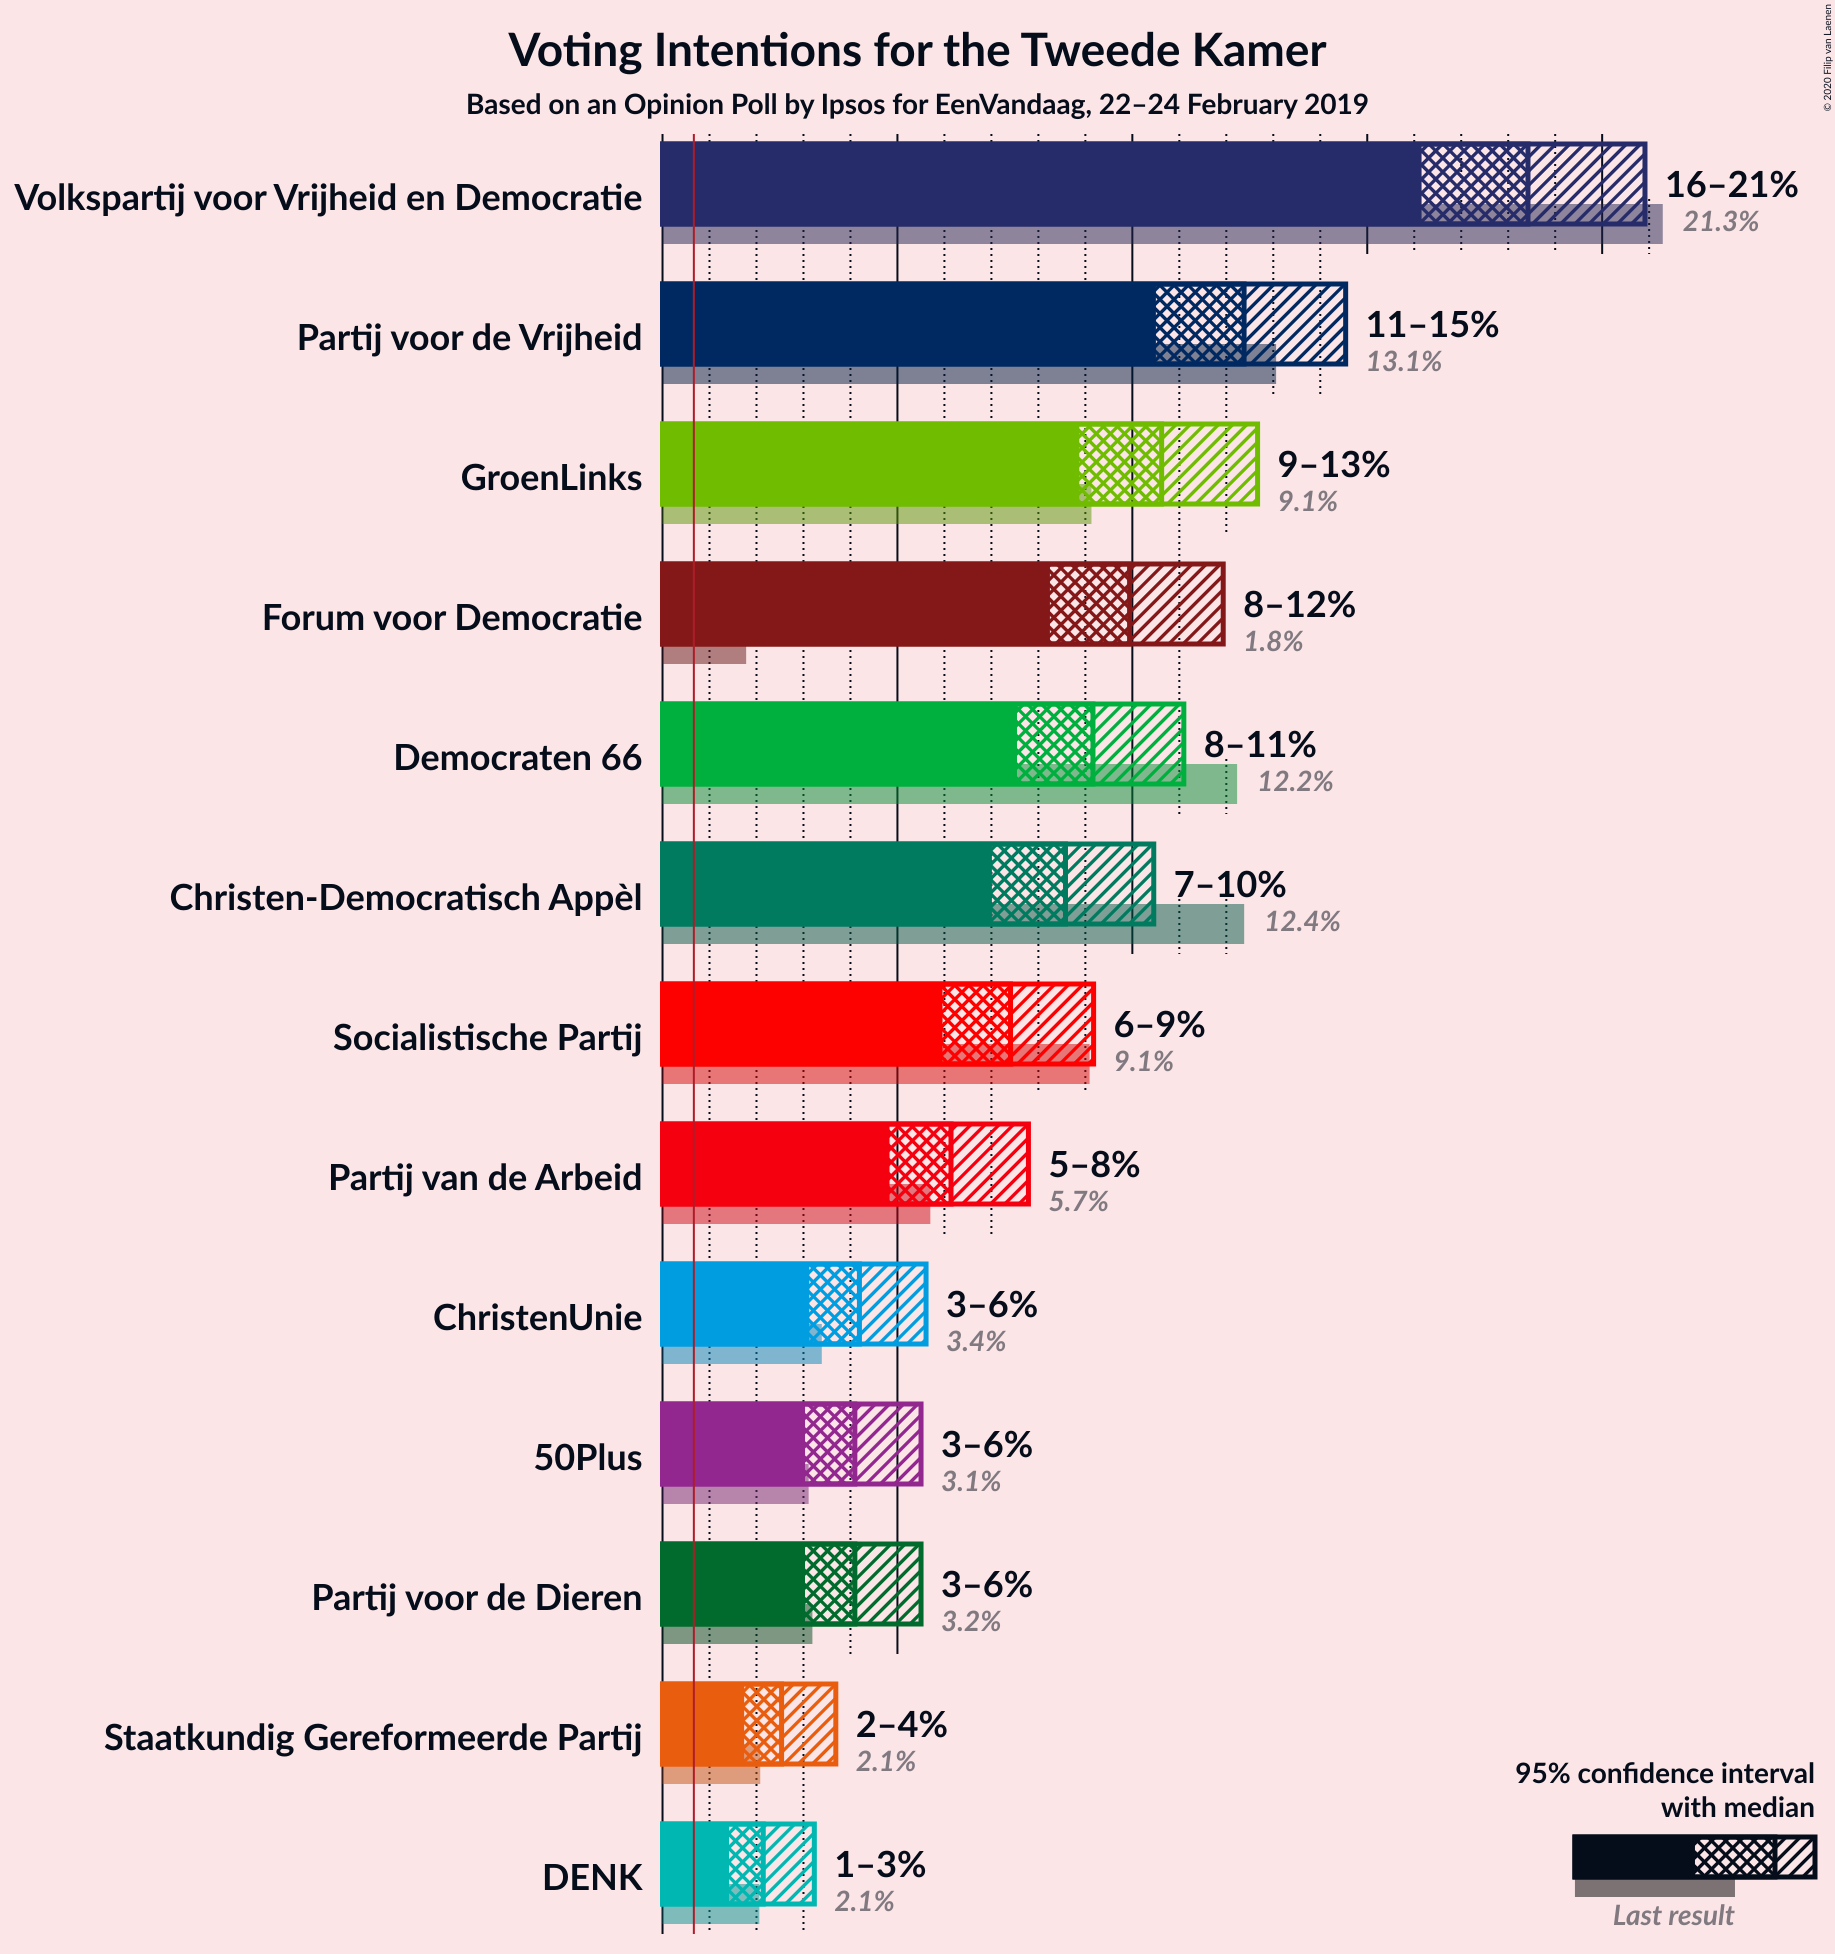 Voting Intentions for the Tweede Kamer
Based on an Opinion Poll by Ipsos for EenVandaag, 22–24 February 2019
© 2020 Filip van Laenen
Volkspartij voor Vrijheid en Democratie
16–21%
21.3%
Partij voor de Vrijheid
11–15%
13.1%
GroenLinks
9–13%
9.1%
Forum voor Democratie
8–12%
1.8%
Democraten 66
8–11%
12.2%
Christen-Democratisch Appèl
7–10%
12.4%
Socialistische Partij
6–9%
9.1%
Partij van de Arbeid
5–8%
5.7%
ChristenUnie
3–6%
3.4%
50Plus
3–6%
3.1%
Partij voor de Dieren
3–6%
3.2%
Staatkundig Gereformeerde Partij
2–4%
2.1%
DENK
1–3%
2.1%
95% confidence interval
with median
Last result